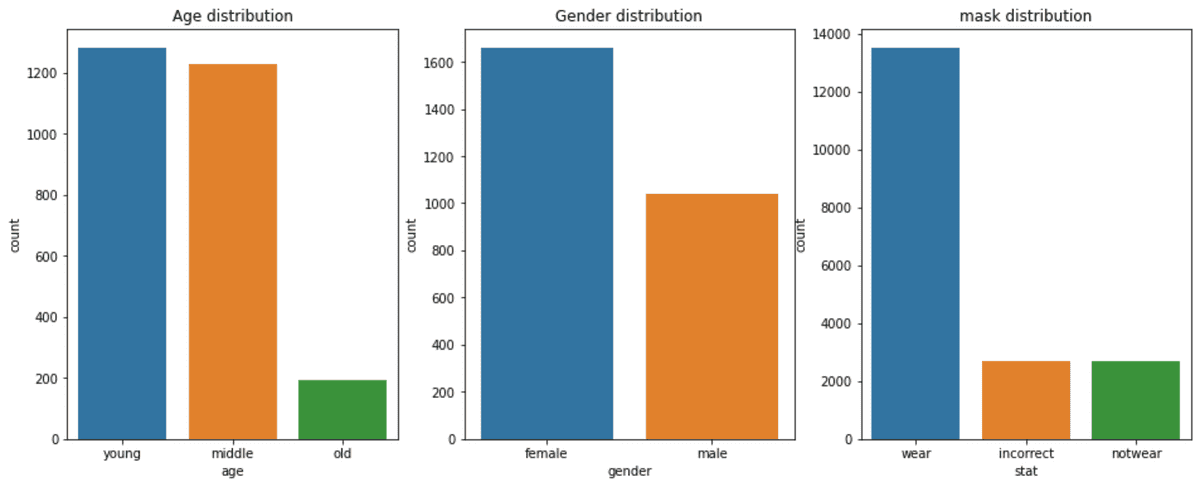 Age distribution
1200
1000
800
600
400
200
0
count
young middle old
age
Gender distribution
1600
1400
1200
1000
800
600
400
200
0
count
female male
gender
mask distribution
14000
12000
10000
8000
6000
4000
2000
0
count
wear incorrect notwear
stat